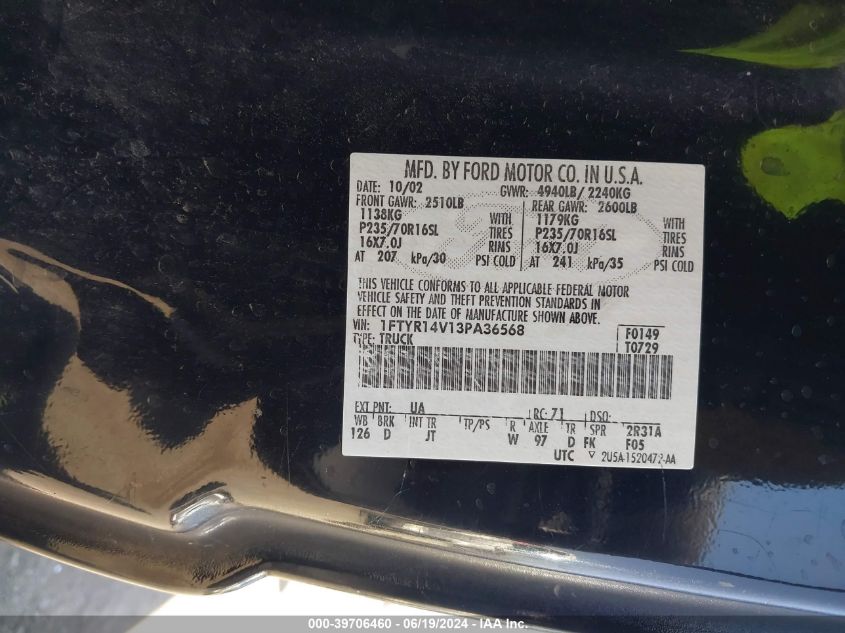 MFD. BY FORD MOTOR CO. IN U.S.A.
DATE: 10/02 GVWR: 4940LB/ 2240KG
FRONT GAWR: 2510LB REAR GAWR: 2600LB
1138KG WITH 1179KG WITH
P235/70R16SL TIRES P235/70R16SL TIRES
16X7.0J RIMS 16X7.0J RIMS
AT 207 kPa/30 PSI COLD AT 241 kPa/35 PSI COLD
THIS VEHICLE CONFORMS TO ALL APPLICABLE FEDERAL MOTOR
VEHICLE SAFETY AND THEFT PREVENTION STANDARDS IN
EFFECT ON THE DATE OF MANUFACTURE SHOWN ABOVE.
VIN: 1FTYR14V13PA36568 F0149
TYPE: TRUCK T0729
EXT PNT: UA RC: 71 DSO:
WB BRK INT TR TP/PS R AXLE TR SPR 2R31A
126 D JT W 97 D FK F05
UTC ▽ 2U5A-1520472-AA
000-39706460 - 06/19/2024 - IAA Inc.